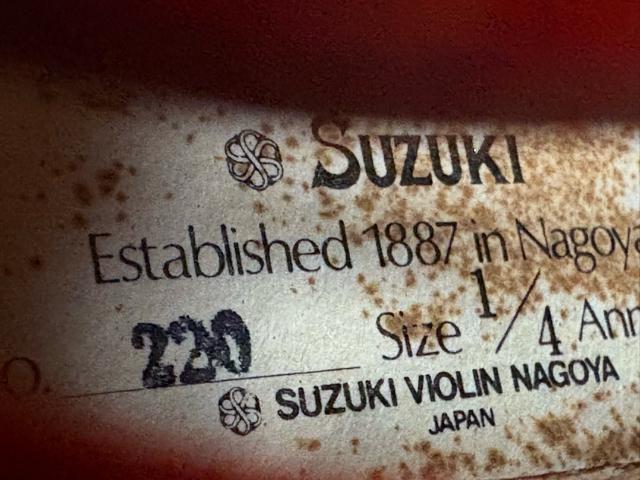 SUZUKI
Established 1887 in Nagoya
O. 220 Size 1/4
SUZUKI VIOLIN NAGOYA
JAPAN